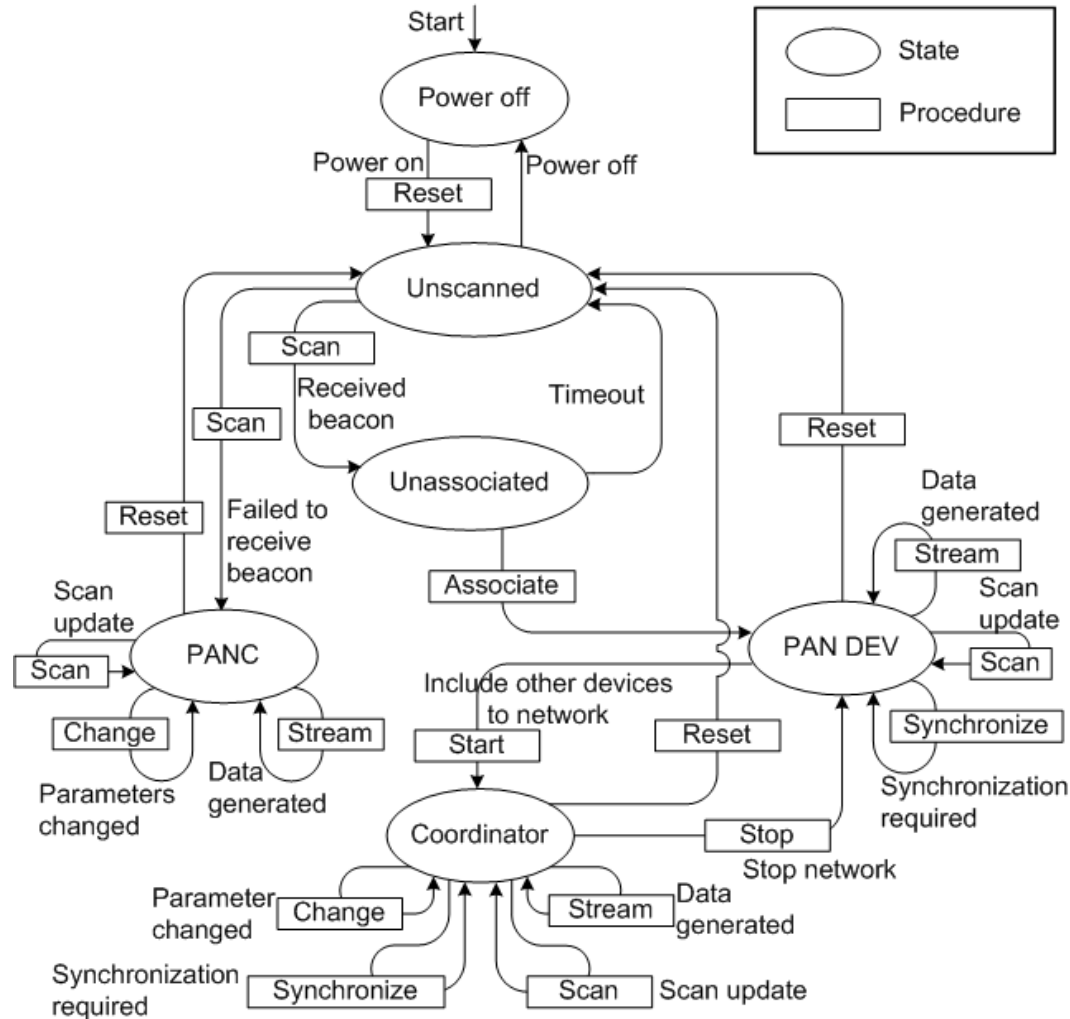 Start
State
Power off
Procedure
Power on
Power off
Reset
Unscanned
Scan
Received
beacon
Timeout
Scan
Reset
Unassociated
Data
generated
Reset
Failed to
receive
beacon
Stream
Associate
Scan
update
Scan
update
PANC
PAN DEV
Scan
Scan
Include other devices
to network
Change
Stream
Start
Reset
Synchronize
Parameters
changed
Data
generated
Synchronization
required
Coordinator
Stop
Stop network
Parameter
changed
Change
Stream
Data
generated
Synchronization
required
Synchronize
Scan
Scan update